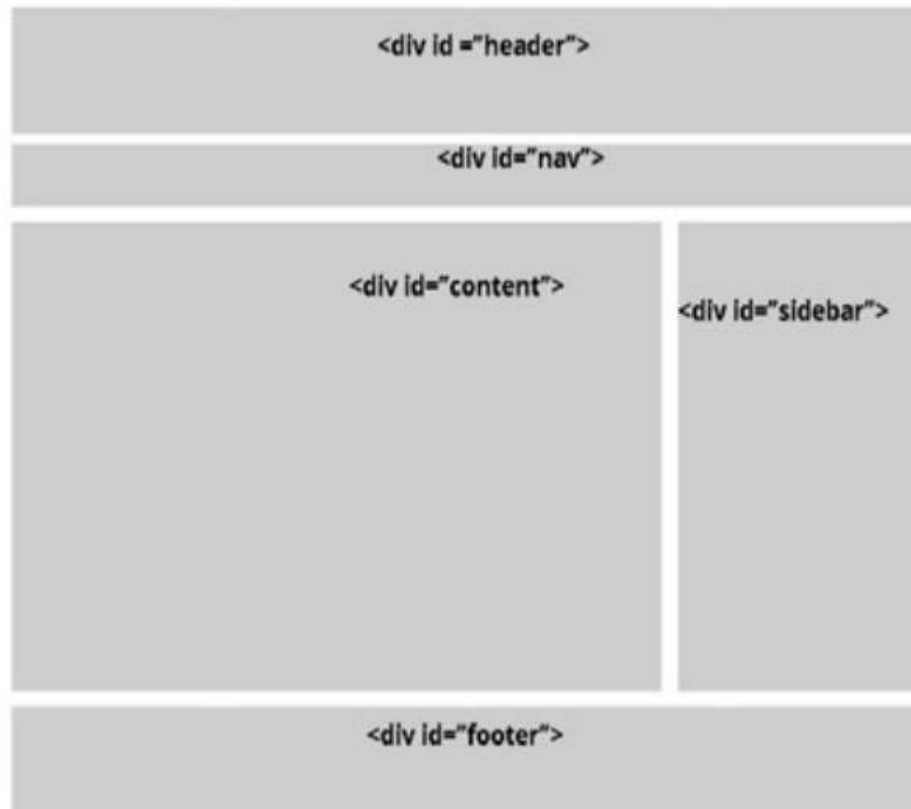 <div id ="header">
<div id="nav">
<div id="content">
<div id="sidebar">
<div id="footer">